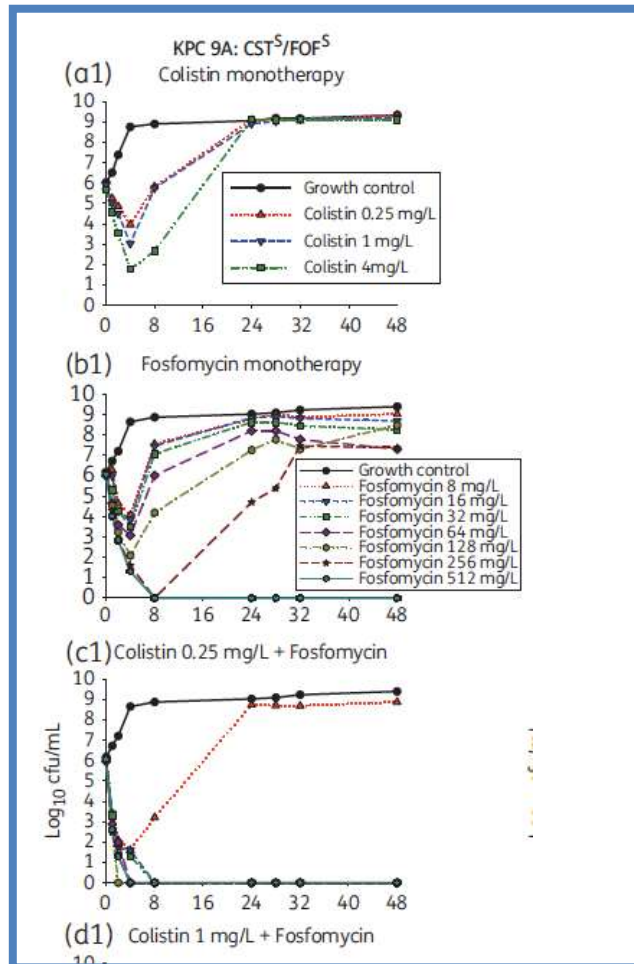 KPC 9A: CSTS/FOFS
(a1) Colistin monotherapy
10
9
8
7
6
5
4
3
2
1
0
Growth control
Colistin 0.25 mg/L
Colistin 1 mg/L
Colistin 4mg/L
0 8 16 24 32 40 48
(b1) Fosfomycin monotherapy
10
9
8
7
6
5
4
3
2
1
0
Growth control
Fosfomycin 8 mg/L
Fosfomycin 16 mg/L
Fosfomycin 32 mg/L
Fosfomycin 64 mg/L
Fosfomycin 128 mg/L
Fosfomycin 256 mg/L
Fosfomycin 512 mg/L
0 8 16 24 32 40 48
(c1) Colistin 0.25 mg/L + Fosfomycin
Log10 cfu/mL
10
9
8
7
6
5
4
3
2
1
0
0 8 16 24 32 40 48
(d1) Colistin 1 mg/L + Fosfomycin
10